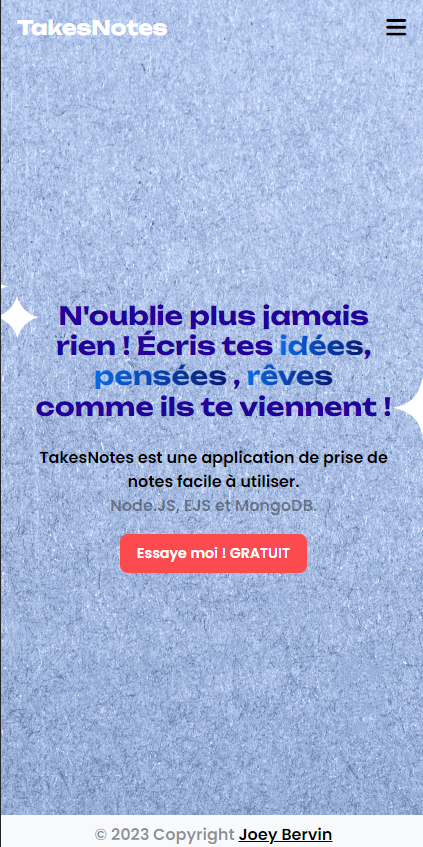 TakesNotes
N'oublie plus jamais
rien ! Écris tes idées,
pensées , rêves
comme ils te viennent !
TakesNotes est une application de prise de
notes facile à utiliser.
Node.JS, EJS et MongoDB.
Essaye moi ! GRATUIT
© 2023 Copyright Joey Bervin